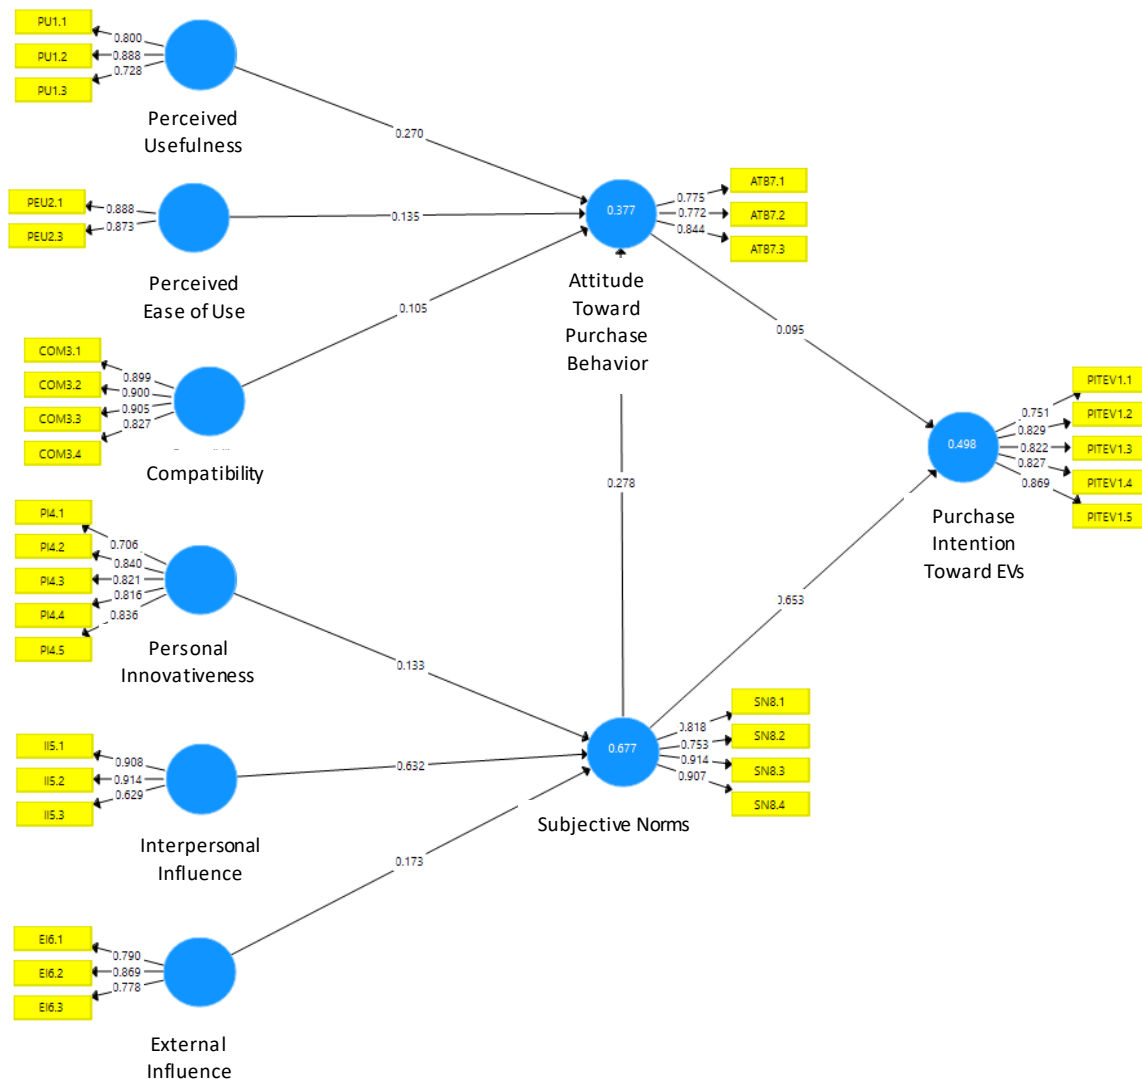 PU1.1
PU1.2
PU1.3
0.800
0.888
0.728
Perceived
Usefulness
0.270
PEU2.1
PEU2.3
0.888
0.873
Perceived
Ease of Use
0.135
COM3.1
COM3.2
COM3.3
COM3.4
0.899
0.900
0.905
0.827
Compatibility
0.105
0.377
Attitude
Toward
Purchase
Behavior
0.775
0.772
0.844
ATB7.1
ATB7.2
ATB7.3
0.095
0.278
PI4.1
PI4.2
PI4.3
PI4.4
PI4.5
0.706
0.840
0.821
0.816
0.836
Personal
Innovativeness
0.133
II5.1
II5.2
II5.3
0.908
0.914
0.629
Interpersonal
Influence
0.632
EI6.1
EI6.2
EI6.3
0.790
0.869
0.778
External
Influence
0.173
0.677
Subjective Norms
0.818
0.753
0.914
0.907
SN8.1
SN8.2
SN8.3
SN8.4
0.653
0.498
Purchase
Intention
Toward EVs
0.751
0.829
0.822
0.827
0.869
PITEV1.1
PITEV1.2
PITEV1.3
PITEV1.4
PITEV1.5